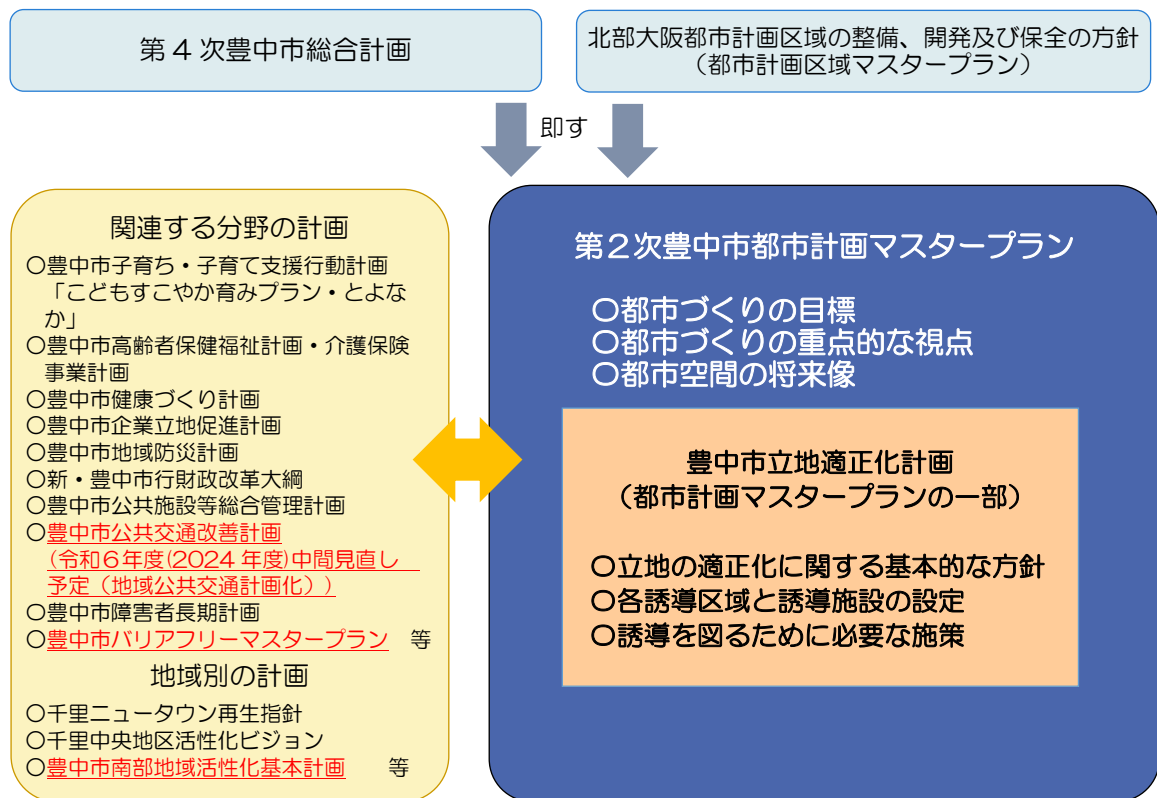 第4次豊中市総合計画
北部大阪都市計画区域の整備、開発及び保全の方針
（都市計画区域マスタープラン）
即す
関連する分野の計画
〇豊中市子育ち・子育て支援行動計画
「こどもすこやか育みプラン・とよな
か」
〇豊中市高齢者保健福祉計画・介護保険
事業計画
〇豊中市健康づくり計画
〇豊中市企業立地促進計画
〇豊中市地域防災計画
〇新・豊中市行財政改革大綱
〇豊中市公共施設等総合管理計画
〇豊中市公共交通改善計画
(令和6年度(2024年度)中間見直し
予定（地域公共交通計画化））
〇豊中市障害者長期計画
〇豊中市バリアフリーマスタープラン 等
地域別の計画
〇千里ニュータウン再生指針
〇千里中央地区活性化ビジョン
〇豊中市南部地域活性化基本計画 等
第2次豊中市都市計画マスタープラン
〇都市づくりの目標
〇都市づくりの重点的な視点
〇都市空間の将来像
豊中市立地適正化計画
（都市計画マスタープランの一部）
〇立地の適正化に関する基本的な方針
〇各誘導区域と誘導施設の設定
〇誘導を図るために必要な施策